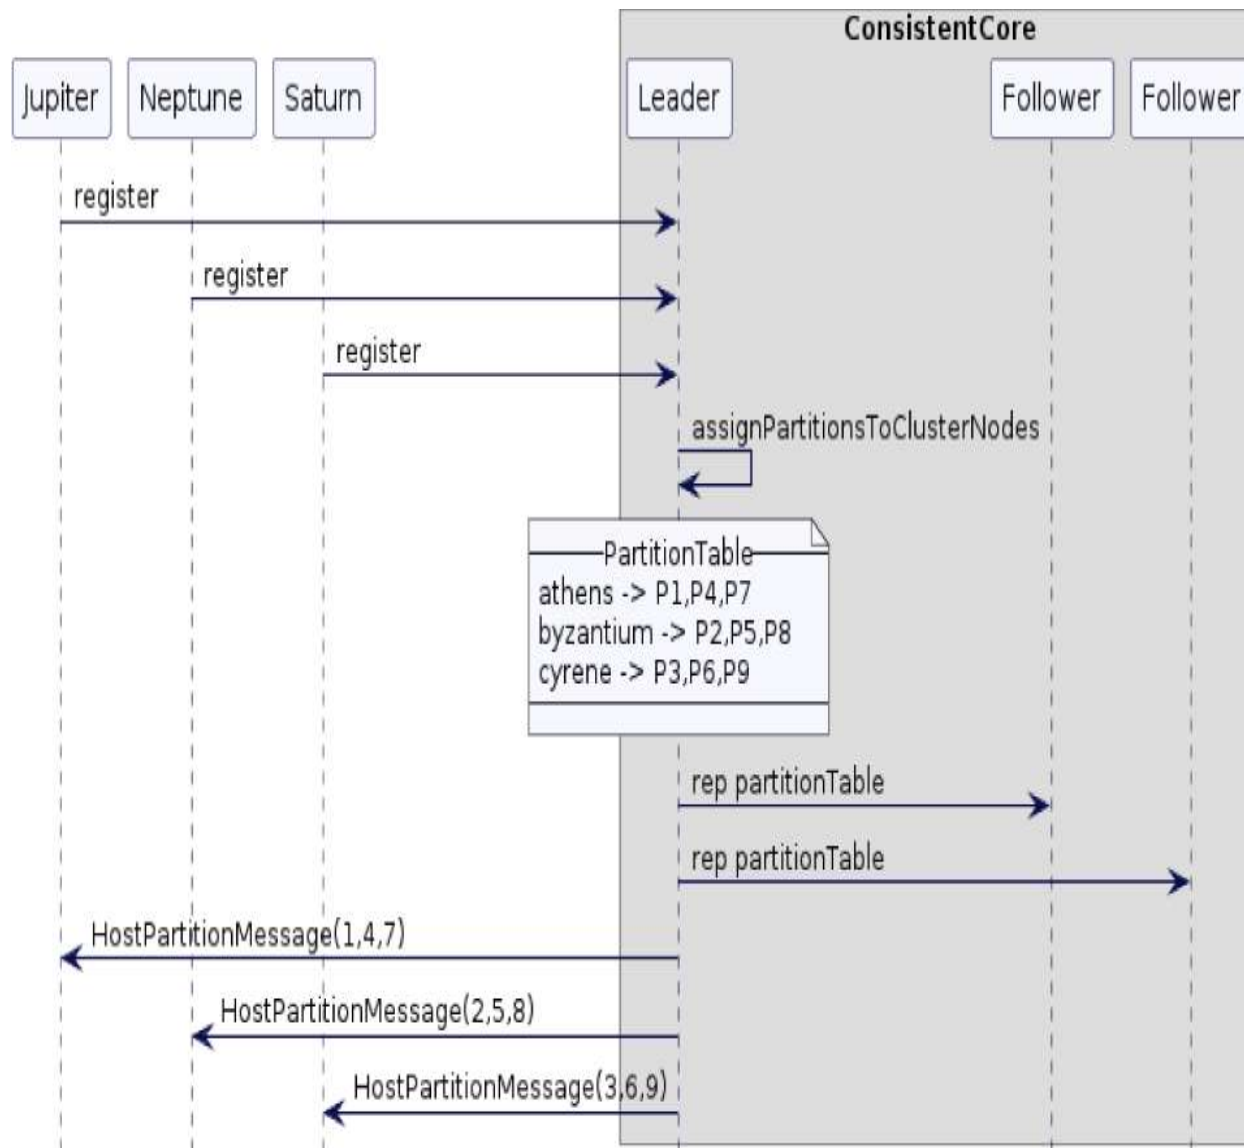 ConsistentCore
Jupiter
Neptune
Saturn
Leader
Follower
Follower
register
register
register
assignPartitionsToClusterNodes
PartitionTable
athens -> P1,P4,P7
byzantium -> P2,P5,P8
cyrene -> P3,P6,P9
rep partitionTable
rep partitionTable
HostPartitionMessage(1,4,7)
HostPartitionMessage(2,5,8)
HostPartitionMessage(3,6,9)